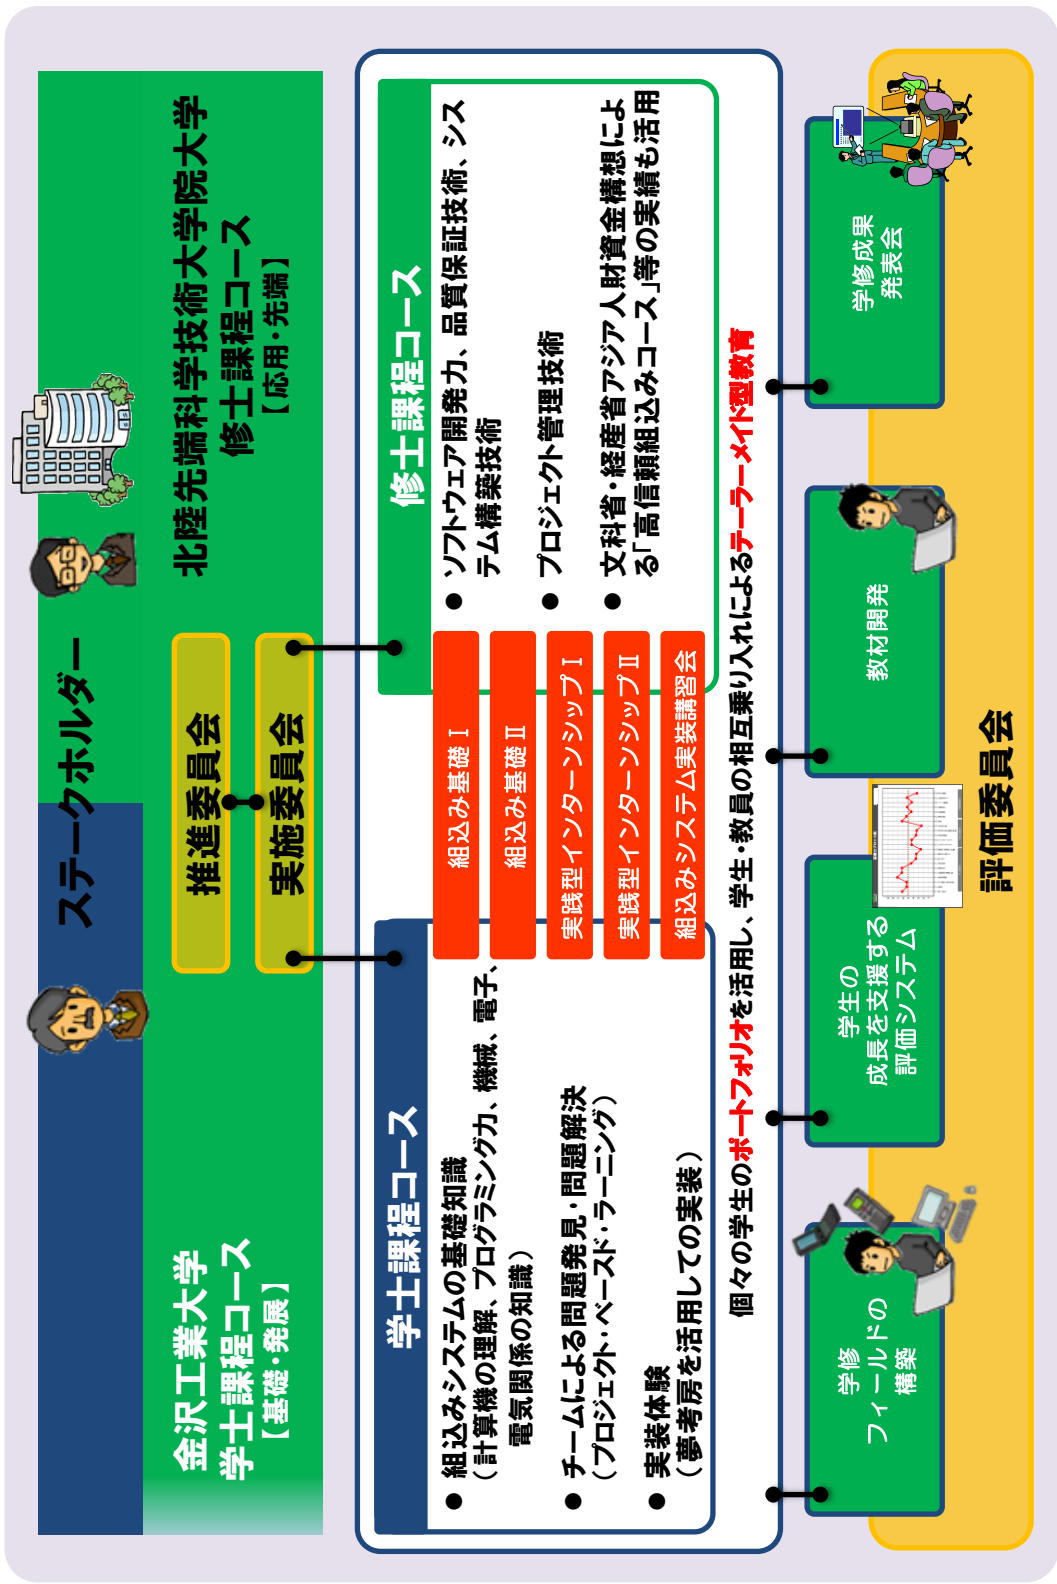 ステークホルダー
金沢工業大学
学士課程コース
【基礎・発展】
推進委員会
実施委員会
北陸先端科学技術大学院大学
修士課程コース
【応用・先端】
学士課程コース
● 組込みシステムの基礎知識
（計算機の理解、プログラミング力、機械、電子、
電気関係の知識）
● チームによる問題発見・問題解決
（プロジェクト・ベースド・ラーニング）
● 実装体験
（夢考房を活用しての実装）
組込み基礎Ⅰ
組込み基礎Ⅱ
実践型インターンシップⅠ
実践型インターンシップⅡ
組込みシステム実装講習会
修士課程コース
● ソフトウェア開発力、品質保証技術、シス
テム構築技術
● プロジェクト管理技術
● 文科省・経産省アジア人財資金構想によ
る「高信頼組込みコース」等の実績も活用
個々の学生のポートフォリオを活用し、学生・教員の相互乗り入れによるテーラーメイド型教育
学修
フィールドの
構築
学生の
成長を支援する
評価システム
教材開発
学修成果
発表会
評価委員会